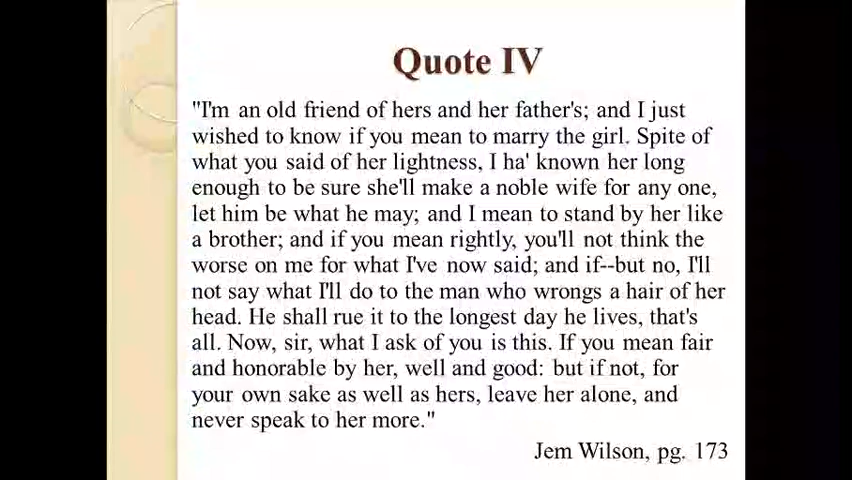 Quote IV
"I'm an old friend of hers and her father's; and I just
wished to know if you mean to marry the girl. Spite of
what you said of her lightness, I ha' known her long
enough to be sure she'll make a noble wife for any one,
let him be what he may; and I mean to stand by her like
a brother; and if you mean rightly, you'll not think the
worse on me for what I've now said; and if--but no, I'll
not say what I'll do to the man who wrongs a hair of her
head. He shall rue it to the longest day he lives, that's
all. Now, sir, what I ask of you is this. If you mean fair
and honorable by her, well and good: but if not, for
your own sake as well as hers, leave her alone, and
never speak to her more."
Jem Wilson, pg. 173